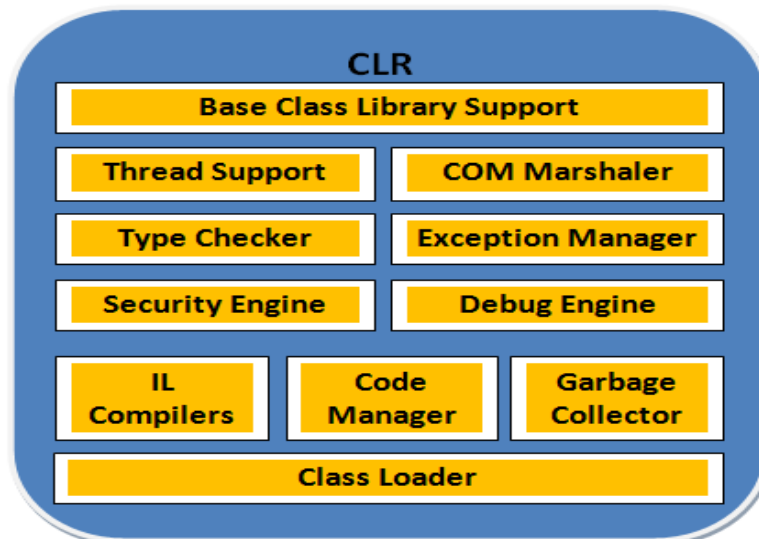 CLR
Base Class Library Support
Thread Support
COM Marshaler
Type Checker
Exception Manager
Security Engine
Debug Engine
IL
Compilers
Code
Manager
Garbage
Collector
Class Loader